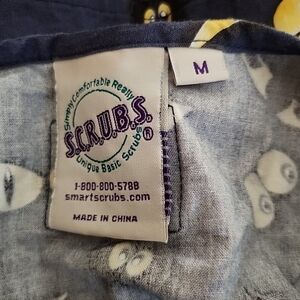 Simply Comfortable Really
S.C.R.U.B.S.®
Unique Basic Scrubs
1-800-800-5788
smartscrubs.com
MADE IN CHINA
M